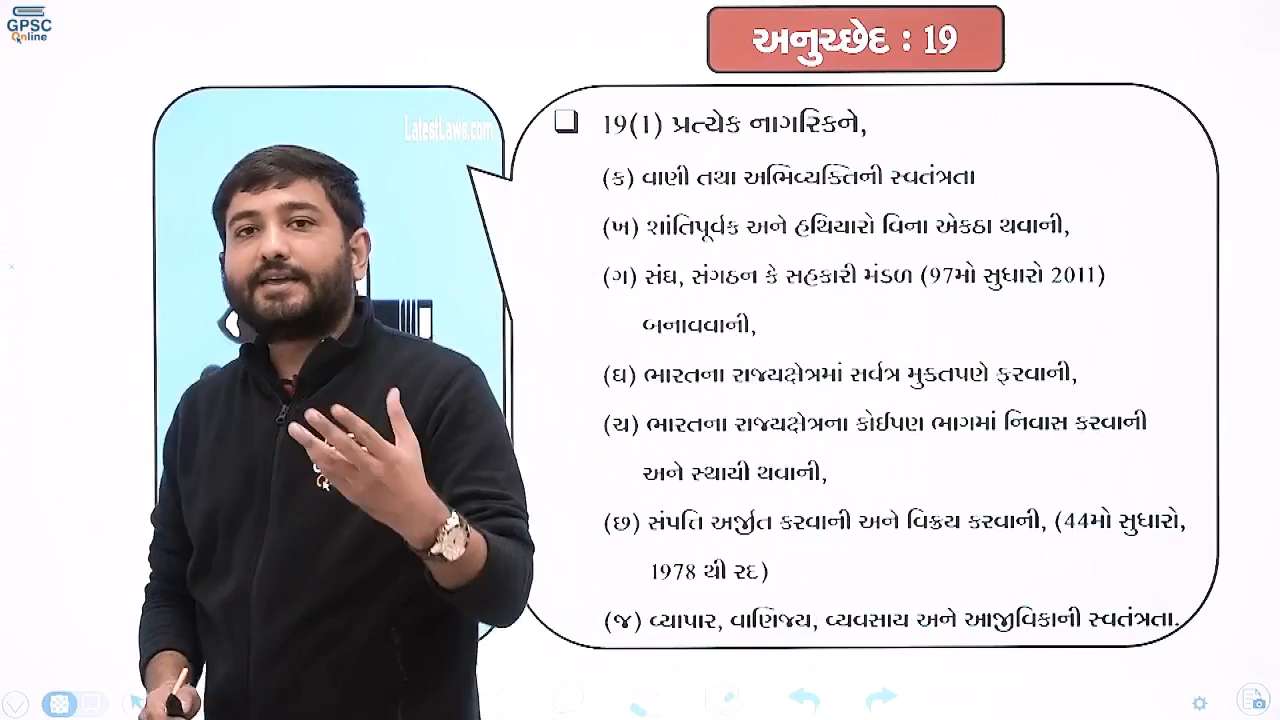 GPSC
Online
અનુચ્છેદ : 19
LatestLaws.com
19(1) પ્રત્યેક નાગરિકને,
(ક) વાણી તથા અભિવ્યક્તિની સ્વતંત્રતા
(ખ) શાંતિપૂર્વક અને હથિયારો વિના એકઠા થવાની,
(ગ) સંઘ, સંગઠન કે સહકારી મંડળ (97મો સુધારો 2011)
બનાવવાની,
(ઘ) ભારતના રાજ્યક્ષેત્રમાં સર્વત્ર મુક્તપણે ફરવાની,
(ચ) ભારતના રાજ્યક્ષેત્રના કોઈપણ ભાગમાં નિવાસ કરવાની
અને સ્થાયી થવાની,
(છ) સંપતિ અર્જીત કરવાની અને વિક્રય કરવાની, (44મો સુધારો,
1978 થી રદ)
(જ) વ્યાપાર, વાણિજ્ય, વ્યવસાય અને આજીવિકાની સ્વતંત્રતા.